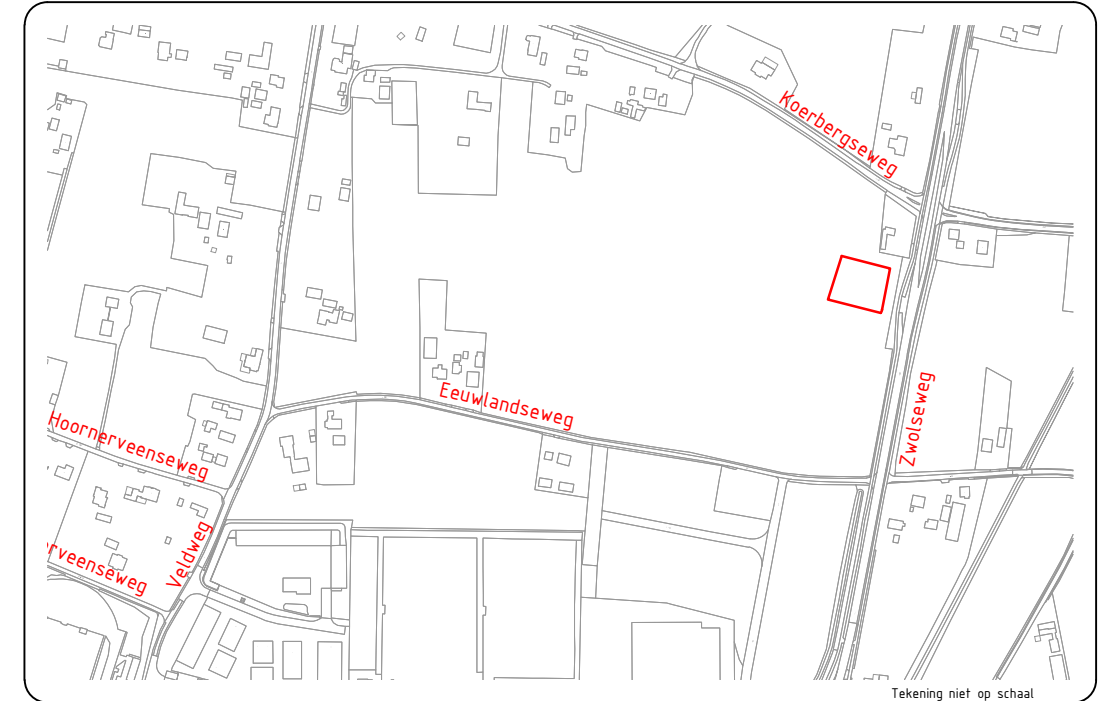 Koerbergseweg
Zwolseweg
Eeuwlandseweg
Hoornerveenseweg
Veldweg
rveenseweg
Tekening niet op schaal